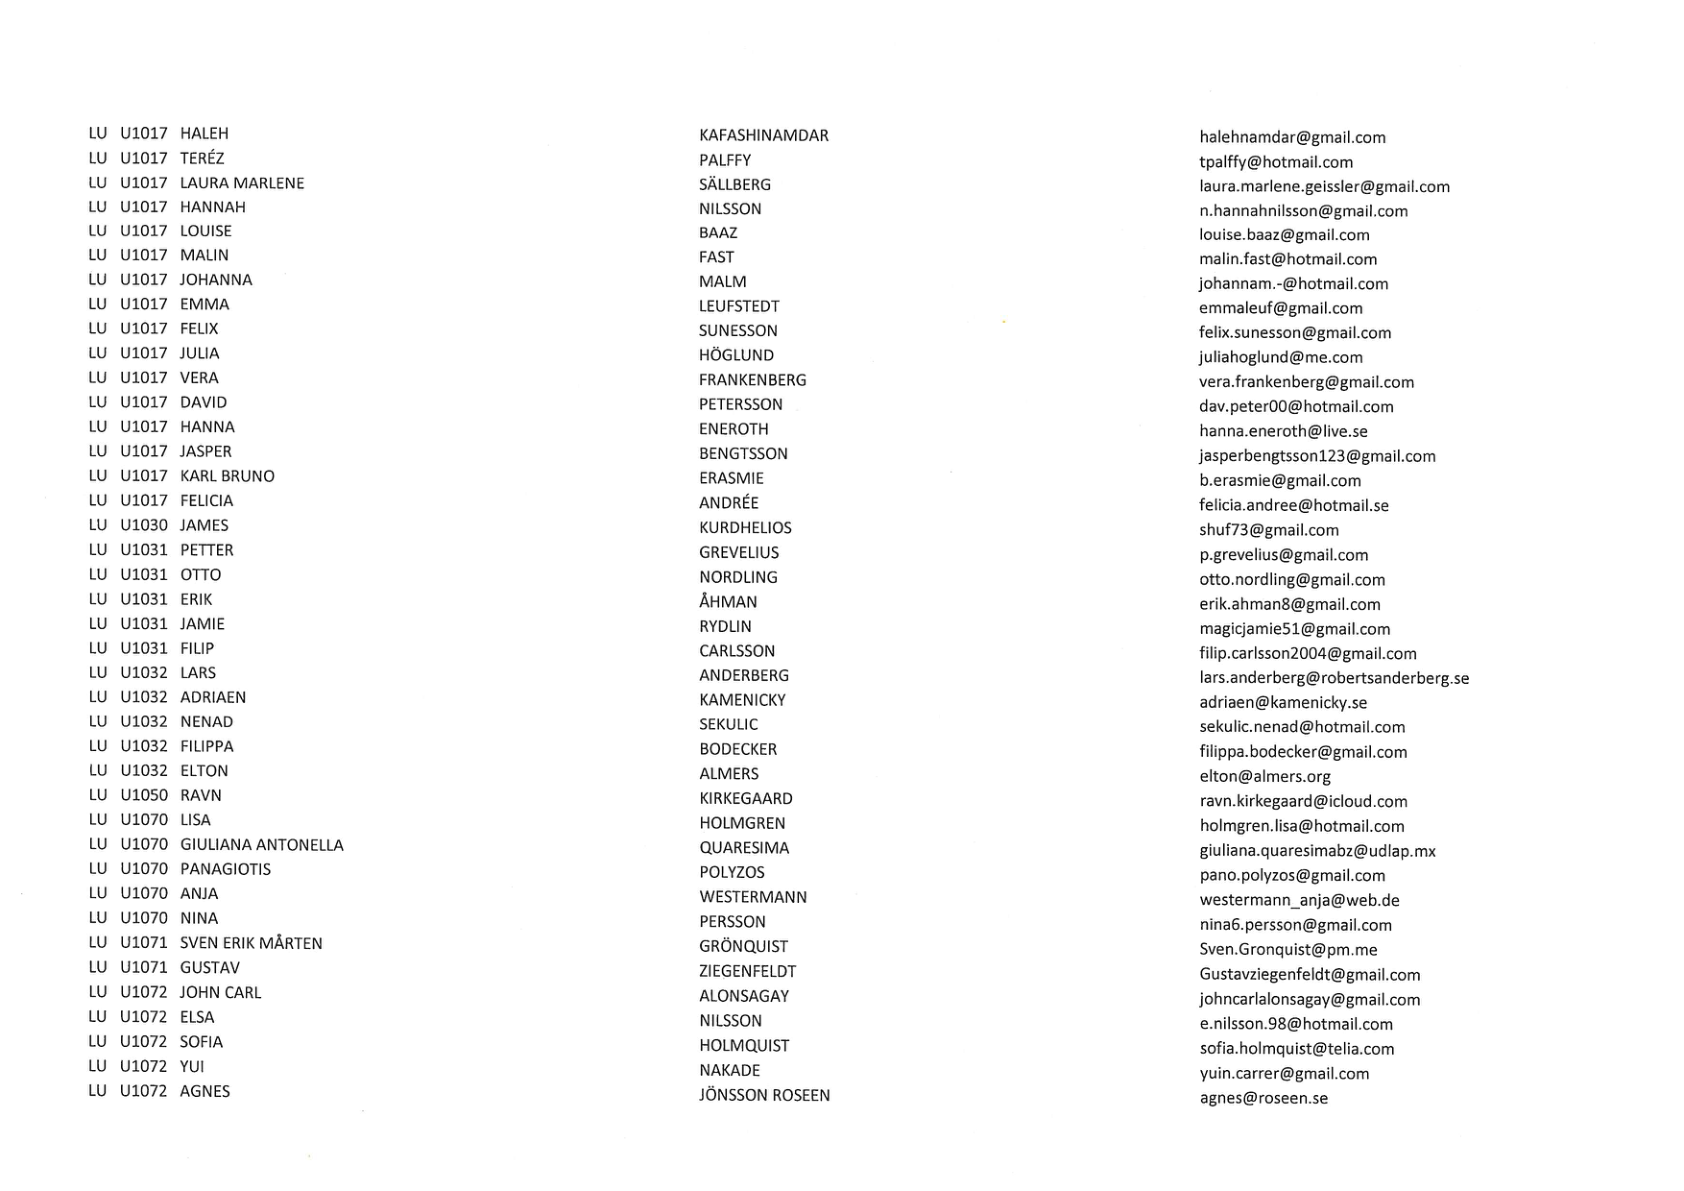 LU U1017 HALEH KAFASHINAMDAR halehnamdar@gmail.com
LU U1017 TERÉZ PALFFY tpalffy@hotmail.com
LU U1017 LAURA MARLENE SÄLLBERG laura.marlene.geissler@gmail.com
LU U1017 HANNAH NILSSON n.hannahnilsson@gmail.com
LU U1017 LOUISE BAAZ louise.baaz@gmail.com
LU U1017 MALIN FAST malin.fast@hotmail.com
LU U1017 JOHANNA MALM johannam.-@hotmail.com
LU U1017 EMMA LEUFSTEDT emmaleuf@gmail.com
LU U1017 FELIX SUNESSON felix.sunesson@gmail.com
LU U1017 JULIA HÖGLUND juliahoglund@me.com
LU U1017 VERA FRANKENBERG vera.frankenberg@gmail.com
LU U1017 DAVID PETERSSON dav.peter00@hotmail.com
LU U1017 HANNA ENEROTH hanna.eneroth@live.se
LU U1017 JASPER BENGTSSON jasperbengtsson123@gmail.com
LU U1017 KARL BRUNO ERASMIE b.erasmie@gmail.com
LU U1017 FELICIA ANDRÉE felicia.andree@hotmail.se
LU U1030 JAMES KURDHELIOS shuf73@gmail.com
LU U1031 PETTER GREVELIUS p.grevelius@gmail.com
LU U1031 OTTO NORDLING otto.nordling@gmail.com
LU U1031 ERIK ÅHMAN erik.ahman8@gmail.com
LU U1031 JAMIE RYDLIN magicjamie51@gmail.com
LU U1031 FILIP CARLSSON filip.carlsson2004@gmail.com
LU U1032 LARS ANDERBERG lars.anderberg@robertsanderberg.se
LU U1032 ADRIAEN KAMENICKY adriaen@kamenicky.se
LU U1032 NENAD SEKULIC sekulic.nenad@hotmail.com
LU U1032 FILIPPA BODECKER filippa.bodecker@gmail.com
LU U1032 ELTON ALMERS elton@almers.org
LU U1050 RAVN KIRKEGAARD ravn.kirkegaard@icloud.com
LU U1070 LISA HOLMGREN holmgren.lisa@hotmail.com
LU U1070 GIULIANA ANTONELLA QUARESIMA giuliana.quaresimabz@udlap.mx
LU U1070 PANAGIOTIS POLYZOS pano.polyzos@gmail.com
LU U1070 ANJA WESTERMANN westermann_anja@web.de
LU U1070 NINA PERSSON nina6.persson@gmail.com
LU U1071 SVEN ERIK MÅRTEN GRÖNQUIST Sven.Gronquist@pm.me
LU U1071 GUSTAV ZIEGENFELDT Gustavziegenfeldt@gmail.com
LU U1072 JOHN CARL ALONSAGAY johncarlalonsagay@gmail.com
LU U1072 ELSA NILSSON e.nilsson.98@hotmail.com
LU U1072 SOFIA HOLMQUIST sofia.holmquist@telia.com
LU U1072 YUI NAKADE yuin.carrer@gmail.com
LU U1072 AGNES JÖNSSON ROSEEN agnes@roseen.se